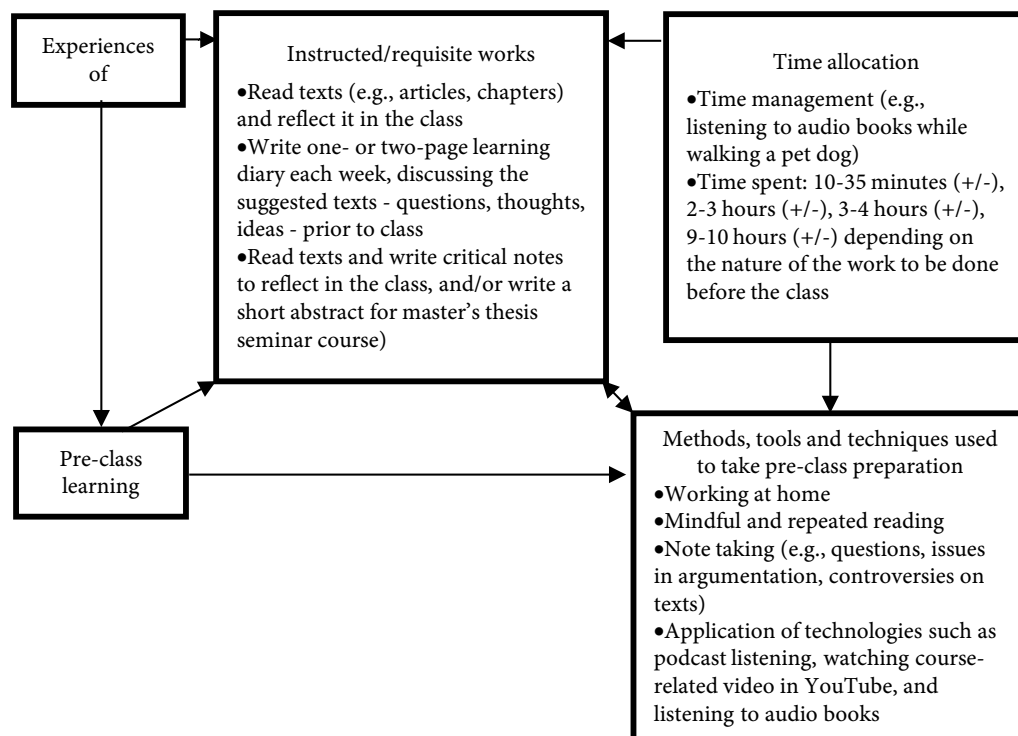 Experiences
of
Instructed/requisite works
•Read texts (e.g., articles, chapters)
and reflect it in the class
•Write one- or two-page learning
diary each week, discussing the
suggested texts - questions, thoughts,
ideas - prior to class
•Read texts and write critical notes
to reflect in the class, and/or write a
short abstract for master’s thesis
seminar course)
Time allocation
•Time management (e.g.,
listening to audio books while
walking a pet dog)
•Time spent: 10-35 minutes (+/-),
2-3 hours (+/-), 3-4 hours (+/-),
9-10 hours (+/-) depending on
the nature of the work to be done
before the class
Pre-class
learning
Methods, tools and techniques used
to take pre-class preparation
•Working at home
•Mindful and repeated reading
•Note taking (e.g., questions, issues
in argumentation, controversies on
texts)
•Application of technologies such as
podcast listening, watching course-
related video in YouTube, and
listening to audio books